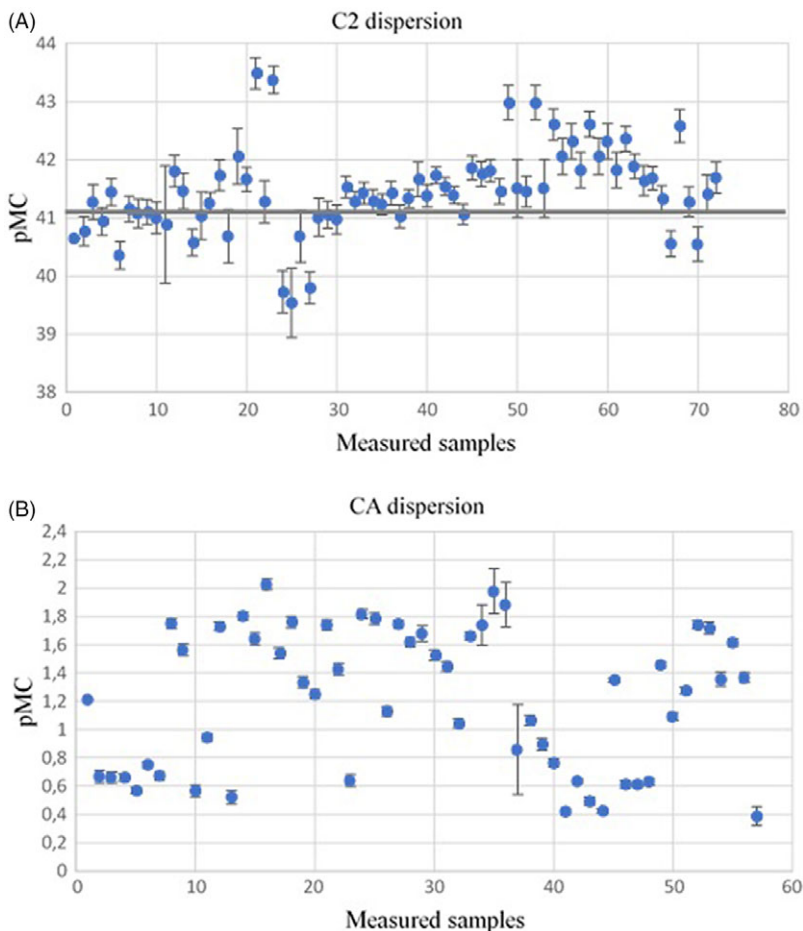 (A)
C2 dispersion
44
43
42
41
40
39
38
pMC
0 10 20 30 40 50 60 70 80
Measured samples
(B)
CA dispersion
2,4
2,2
2
1,8
1,6
1,4
1,2
1
0,8
0,6
0,4
0,2
0
pMC
0 10 20 30 40 50 60
Measured samples